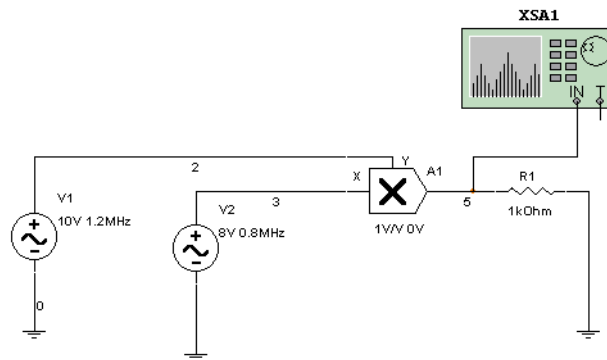 XSA1
IN T
2
Y
A1
X
V1
10V 1.2MHz
V2
8V 0.8MHz
3
1V/V 0V
5
R1
1kOhm
0